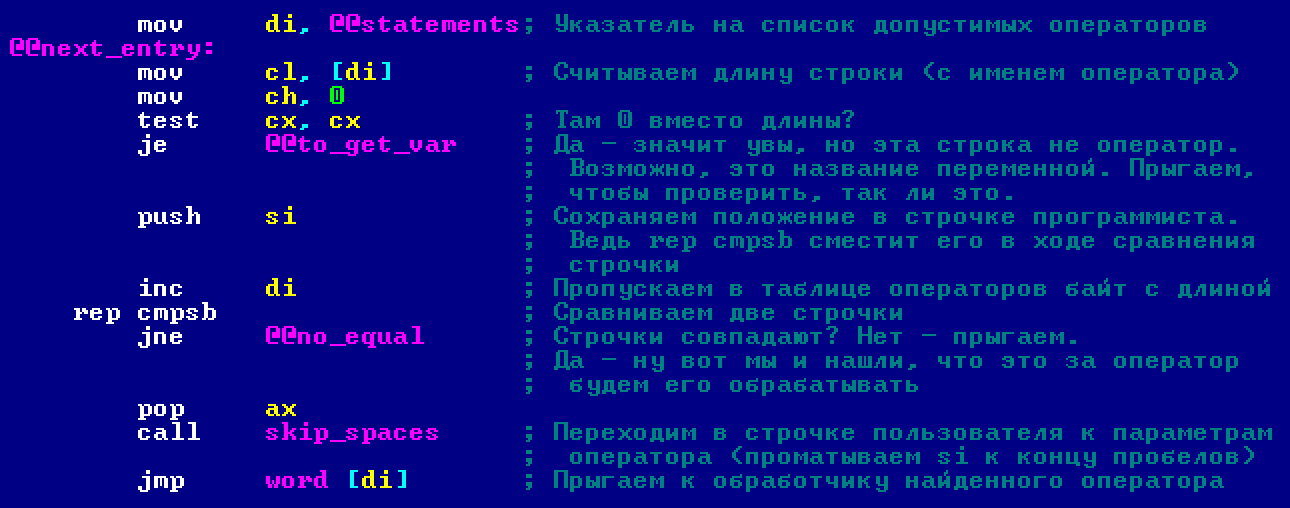 mov di, @@statements; Указатель на список допустимых операторов
@@next_entry:
mov cl, [di] ; Считываем длину строки (с именем оператора)
mov ch, 0
test cx, cx ; Там 0 вместо длины?
je @@to_get_var ; Да - значит увы, но эта строка не оператор.
; Возможно, это название переменной. Прыгаем,
; чтобы проверить, так ли это.
push si ; Сохраняем положение в строчке программиста.
; Ведь rep cmpsb сместит его в ходе сравнения
; строчки
inc di ; Пропускаем в таблице операторов байт с длиной
rep cmpsb ; Сравниваем две строчки
jne @@no_equal ; Строчки совпадают? Нет - прыгаем.
; Да - ну вот мы и нашли, что это за оператор
; будем его обрабатывать
pop ax
call skip_spaces ; Переходим в строчке пользователя к параметрам
; оператора (проматываем si к концу пробелов)
jmp word [di] ; Прыгаем к обработчику найденного оператора